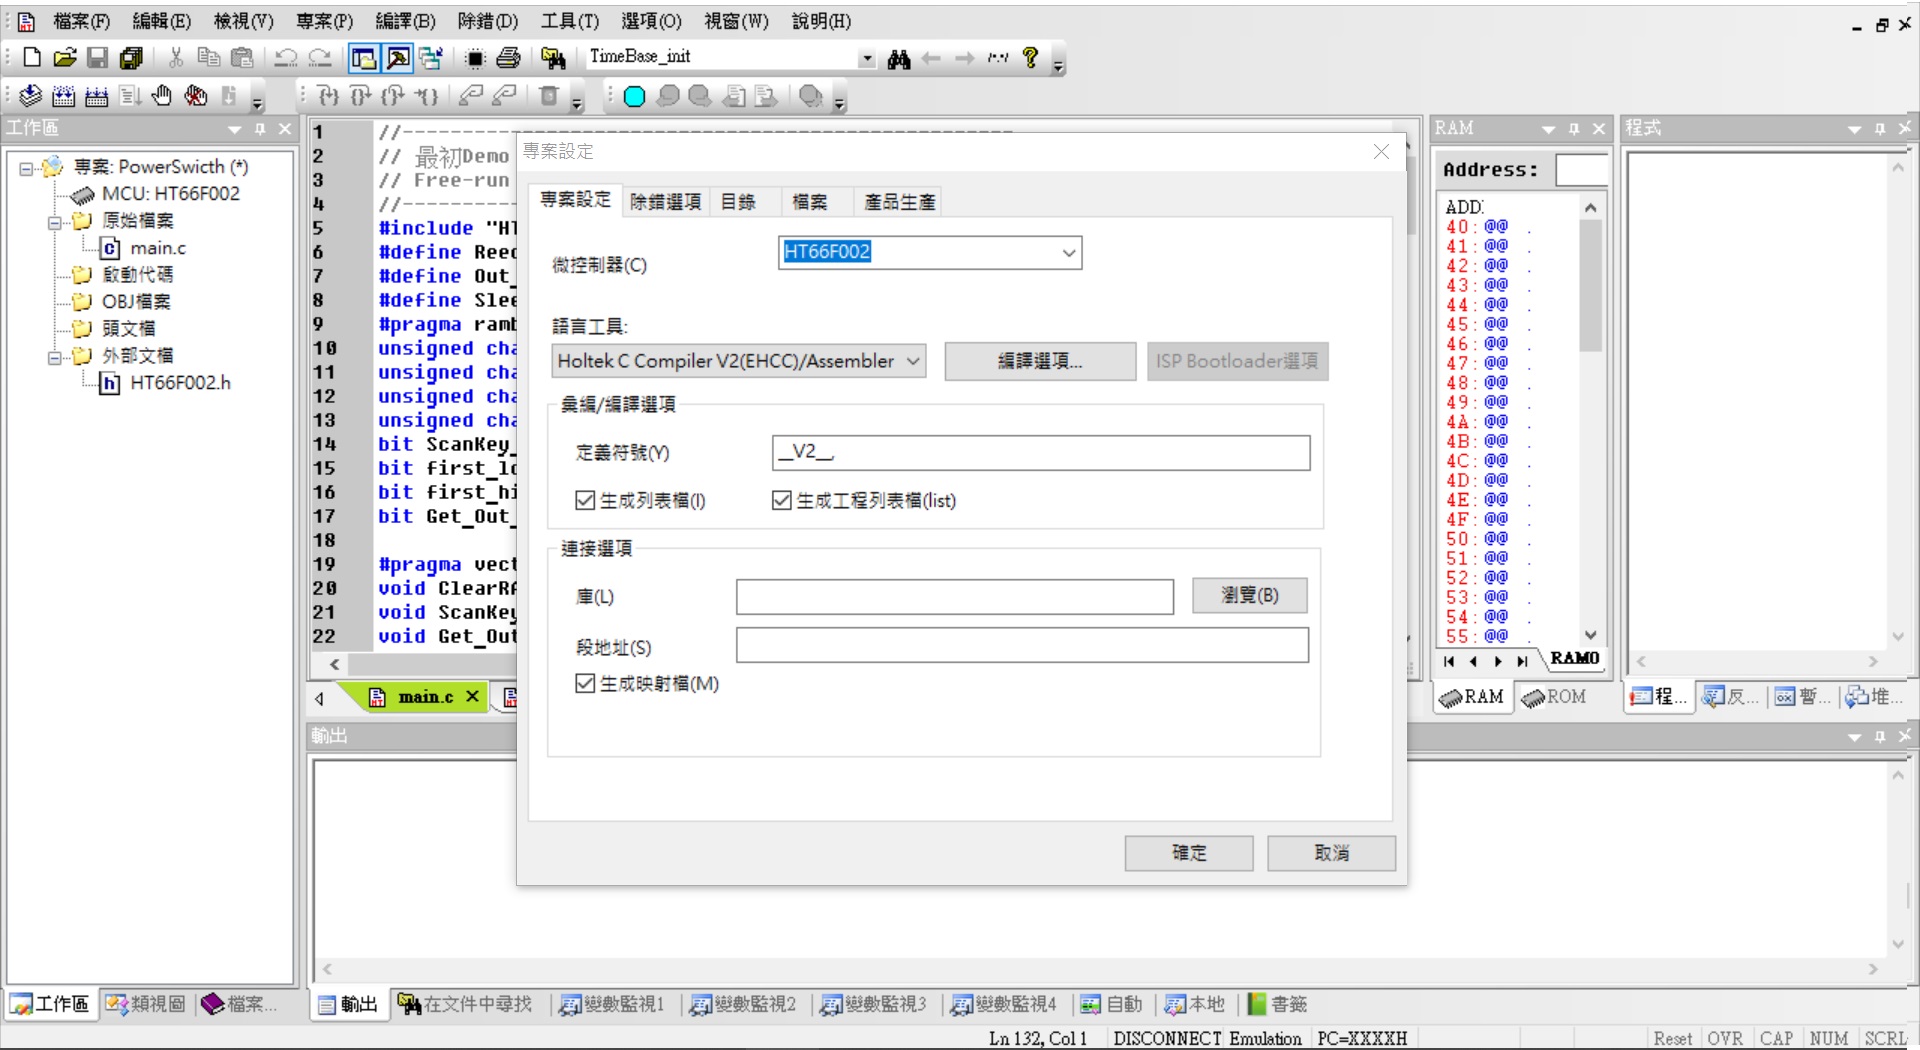 檔案(F) 編輯(E) 檢視(V) 專案(P) 編譯(B) 除錯(D) 工具(T) 選項(O) 視窗(W) 說明(H)
TimeBase_init
工作區
專案: PowerSwicth (*)
MCU: HT66F002
原始檔案
main.c
啟動代碼
OBJ檔案
頭文檔
外部文檔
HT66F002.h
1 //---------------------------------------------------
2 // 最初Demo
3 // Free-run
4 //---------
5 #include "HT
6 #define Reed
7 #define Out_
8 #define Slee
9 #pragma ramb
10 unsigned cha
11 unsigned cha
12 unsigned cha
13 unsigned cha
14 bit ScanKey_
15 bit first_lo
16 bit first_hi
17 bit Get_Out_
18
19 #pragma vect
20 void ClearRA
21 void ScanKey
22 void Get_Out
main.c
專案設定
專案設定 除錯選項 目錄 檔案 產品生產
微控制器(C) HT66F002
語言工具:
Holtek C Compiler V2(EHCC)/Assembler 編譯選項... ISP Bootloader選項
彙編/編譯選項
定義符號(Y) __V2__,
生成列表檔(I) 生成工程列表檔(list)
連接選項
庫(L) 瀏覽(B)
段地址(S)
生成映射檔(M)
確定 取消
RAM
Address:
ADD:
40:@@ .
41:@@ .
42:@@ .
43:@@ .
44:@@ .
45:@@ .
46:@@ .
47:@@ .
48:@@ .
49:@@ .
4A:@@ .
4B:@@ .
4C:@@ .
4D:@@ .
4E:@@ .
4F:@@ .
50:@@ .
51:@@ .
52:@@ .
53:@@ .
54:@@ .
55:@@ .
RAM0
RAM ROM
程式
程... 反... 暫... 堆...
輸出
工作區 類視圖 檔案...
輸出 在文件中尋找 變數監視1 變數監視2 變數監視3 變數監視4 自動 本地 書籤
Ln 132, Col 1 DISCONNECT Emulation PC=XXXXH Reset OVR CAP NUM SCRL